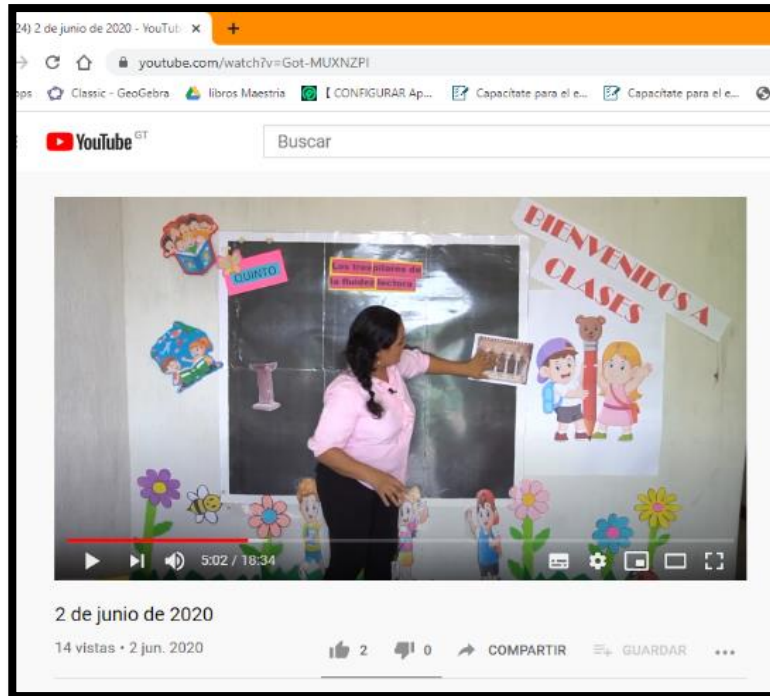 24) 2 de junio de 2020 - YouTub
youtube.com/watch?v=Got-MUXNZPI
Classic - GeoGebra libros Maestria [ CONFIGURAR Ap... Capacítate para el e... Capacítate para el e...
YouTube GT
Buscar
BIENVENIDOS A
CLASES
QUINTO
Los tres pilares de
la fluidez lectora
5:02 / 18:34
2 de junio de 2020
14 vistas • 2 jun. 2020
2 0 COMPARTIR GUARDAR